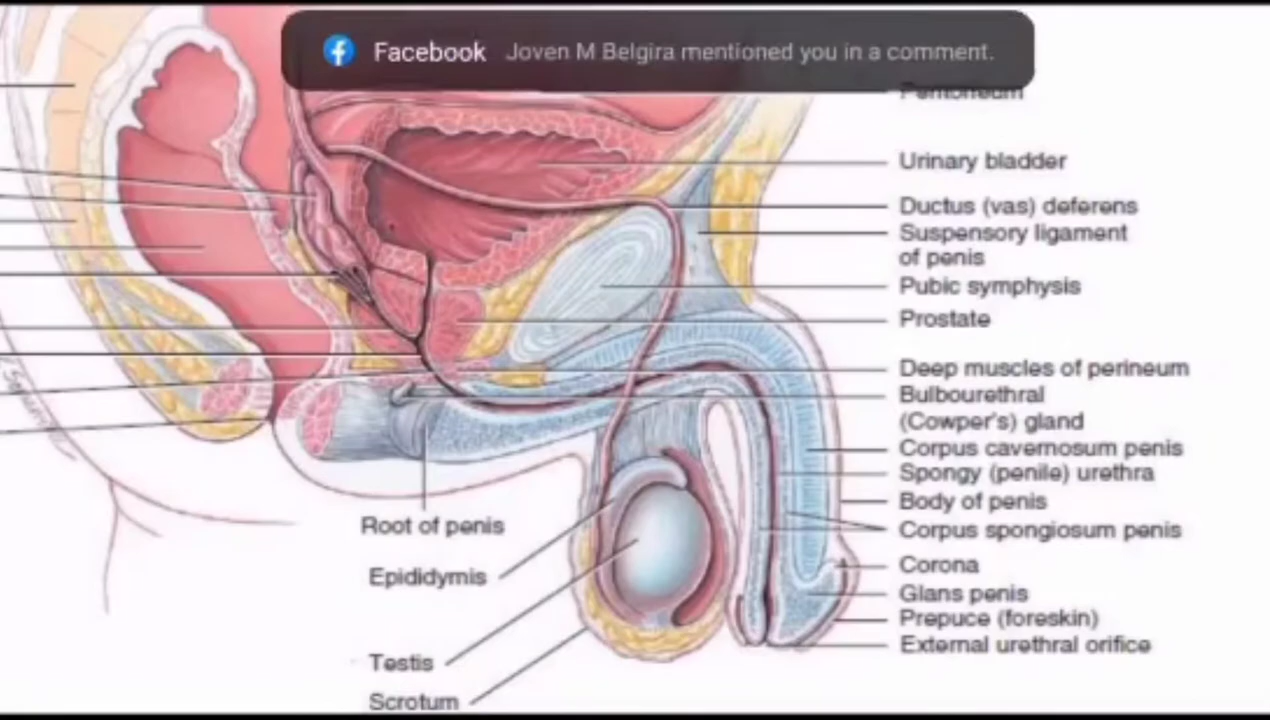 Facebook Joven M Belgira mentioned you in a comment.
Peritoneum
Urinary bladder
Ductus (vas) deferens
Suspensory ligament
of penis
Pubic symphysis
Prostate
Deep muscles of perineum
Bulbourethral
(Cowper's) gland
Corpus cavernosum penis
Spongy (penile) urethra
Body of penis
Corpus spongiosum penis
Corona
Glans penis
Prepuce (foreskin)
External urethral orifice
Root of penis
Epididymis
Testis
Scrotum